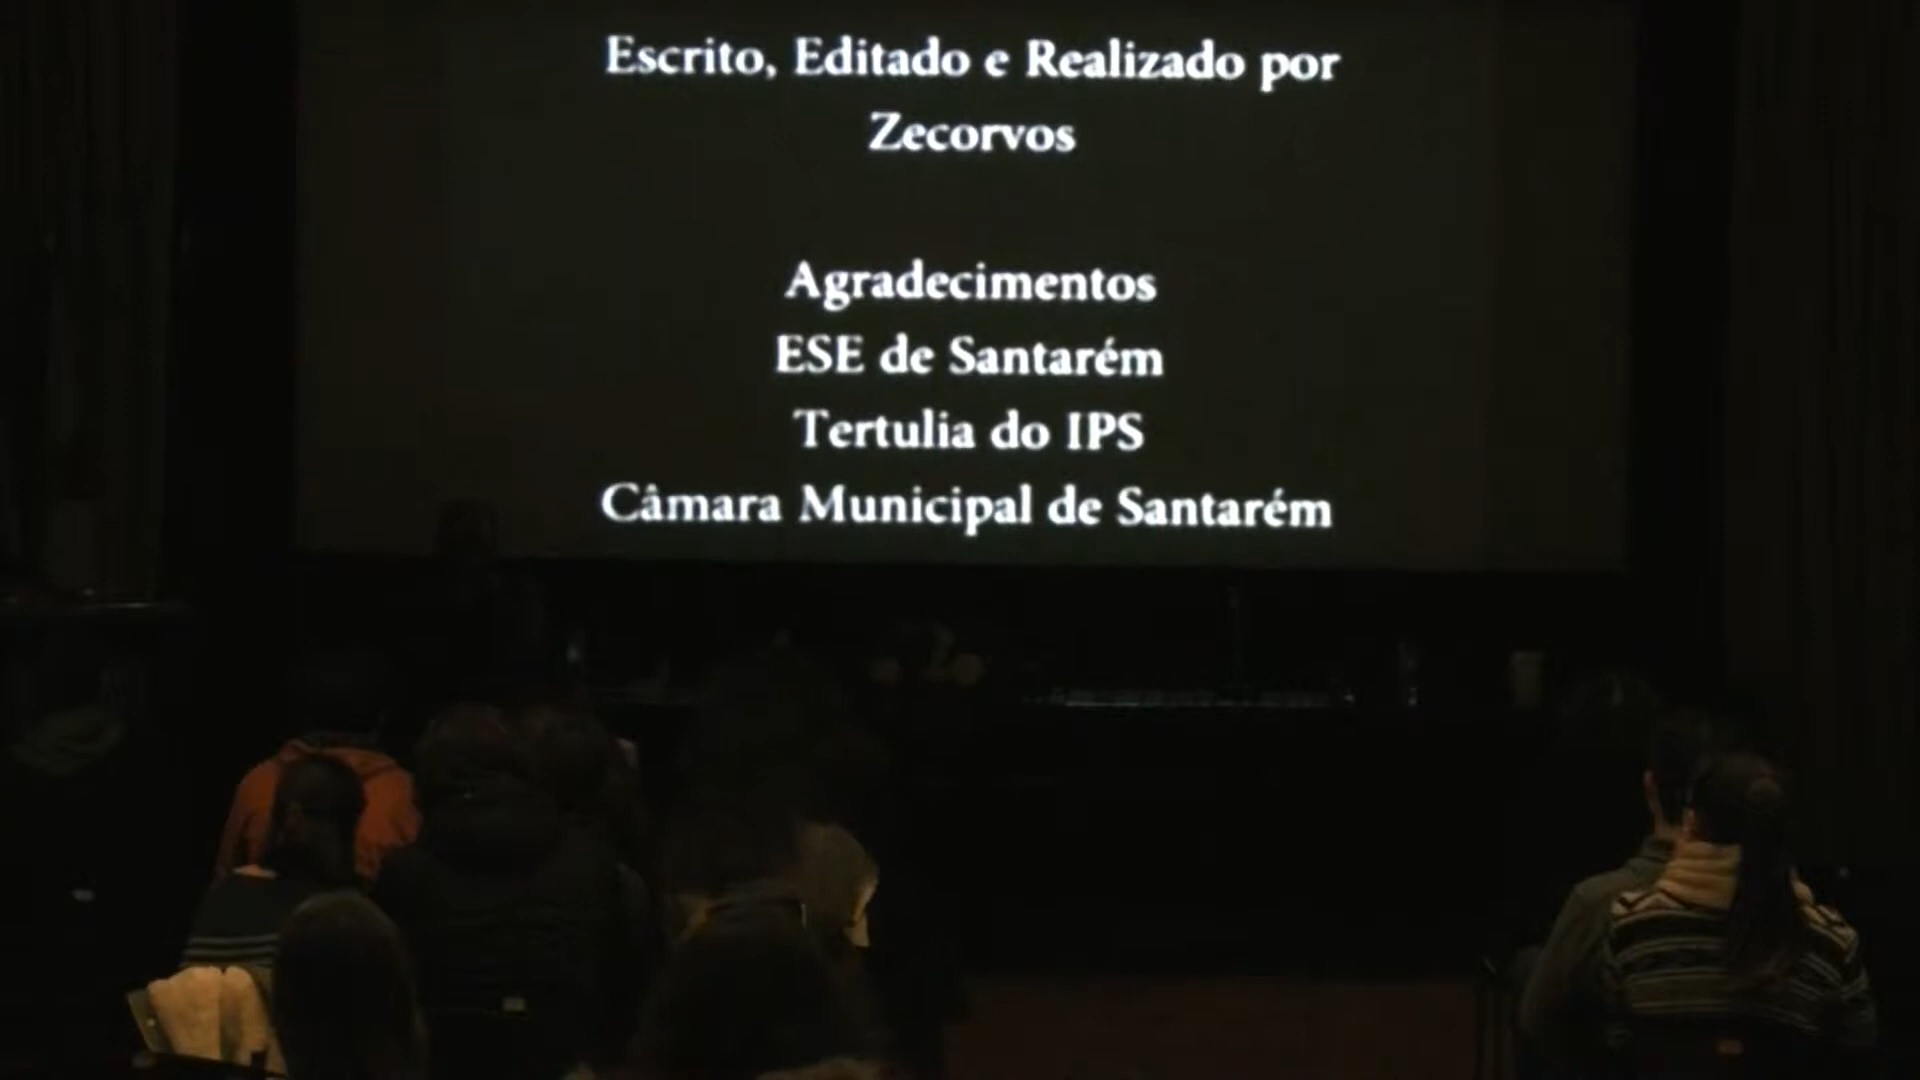 Escrito, Editado e Realizado por
Zecorvos
Agradecimentos
ESE de Santarém
Tertulia do IPS
Câmara Municipal de Santarém